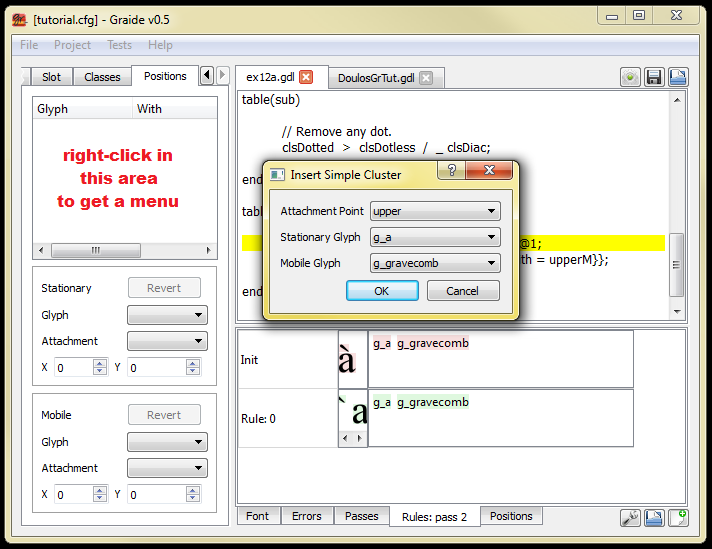 [tutorial.cfg] - Graide v0.5
File Project Tests Help
Slot Classes Positions
Glyph With
right-click in
this area
to get a menu
Stationary Revert
Glyph
Attachment
X 0 Y 0
Mobile Revert
Glyph
Attachment
X 0 Y 0
ex12a.gdl DoulosGrTut.gdl
table(sub)
// Remove any dot.
clsDotted > clsDotless / _ clsDiac;
end
Insert Simple Cluster
Attachment Point upper
Stationary Glyph g_a
Mobile Glyph g_gravecomb
OK Cancel
tab
@1;
th = upperM}};
end
Init à g_a g_gravecomb
Rule: 0 ` a g_a g_gravecomb
Font Errors Passes Rules: pass 2 Positions